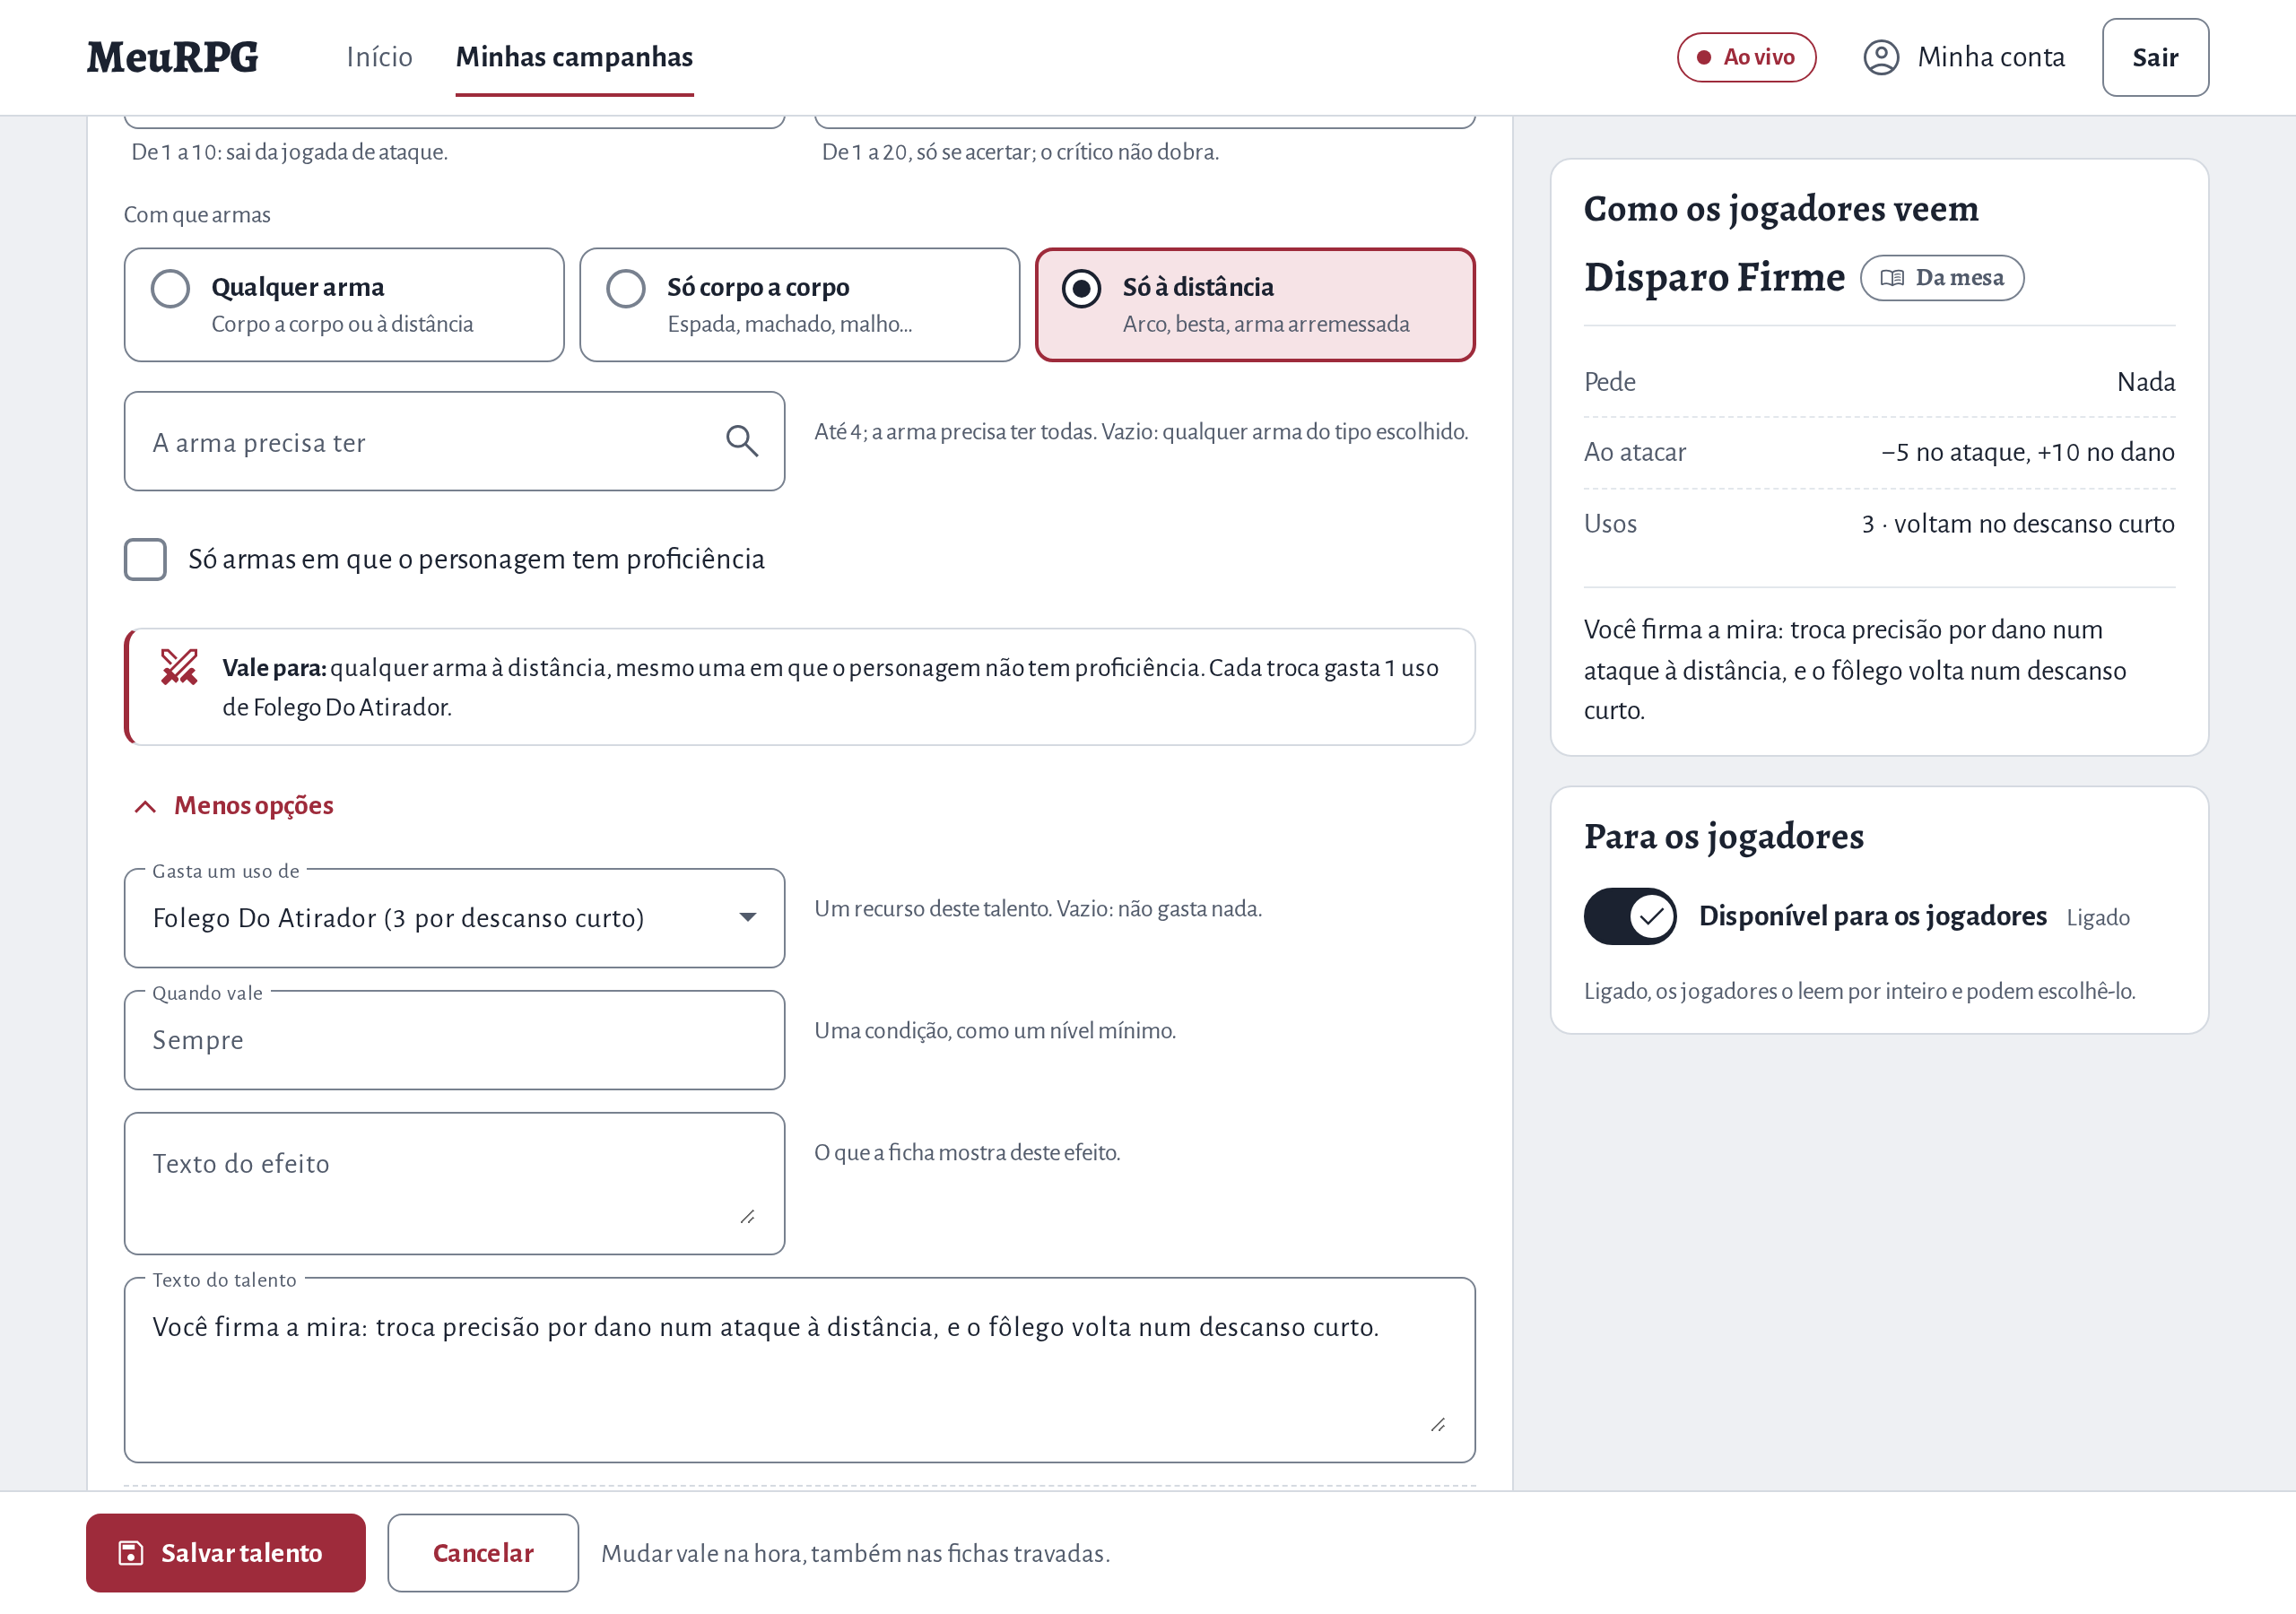 MeuRPG
Início
Minhas campanhas
Ao vivo
Minha conta
Sair
De 1 a 10: sai da jogada de ataque.
De 1 a 20, só se acertar; o crítico não dobra.
Com que armas
Qualquer arma
Corpo a corpo ou à distância
Só corpo a corpo
Espada, machado, malho...
Só à distância
Arco, besta, arma arremessada
A arma precisa ter
Até 4; a arma precisa ter todas. Vazio: qualquer arma do tipo escolhido.
Só armas em que o personagem tem proficiência
Vale para: qualquer arma à distância, mesmo uma em que o personagem não tem proficiência. Cada troca gasta 1 uso
de Folego Do Atirador.
Menos opções
Gasta um uso de
Folego Do Atirador (3 por descanso curto)
Um recurso deste talento. Vazio: não gasta nada.
Quando vale
Sempre
Uma condição, como um nível mínimo.
Texto do efeito
O que a ficha mostra deste efeito.
Texto do talento
Você firma a mira: troca precisão por dano num ataque à distância, e o fôlego volta num descanso curto.
Como os jogadores veem
Disparo Firme
Da mesa
Pede
Nada
Ao atacar
−5 no ataque, +10 no dano
Usos
3 · voltam no descanso curto
Você firma a mira: troca precisão por dano num
ataque à distância, e o fôlego volta num descanso
curto.
Para os jogadores
Disponível para os jogadores
Ligado
Ligado, os jogadores o leem por inteiro e podem escolhê-lo.
Salvar talento
Cancelar
Mudar vale na hora, também nas fichas travadas.